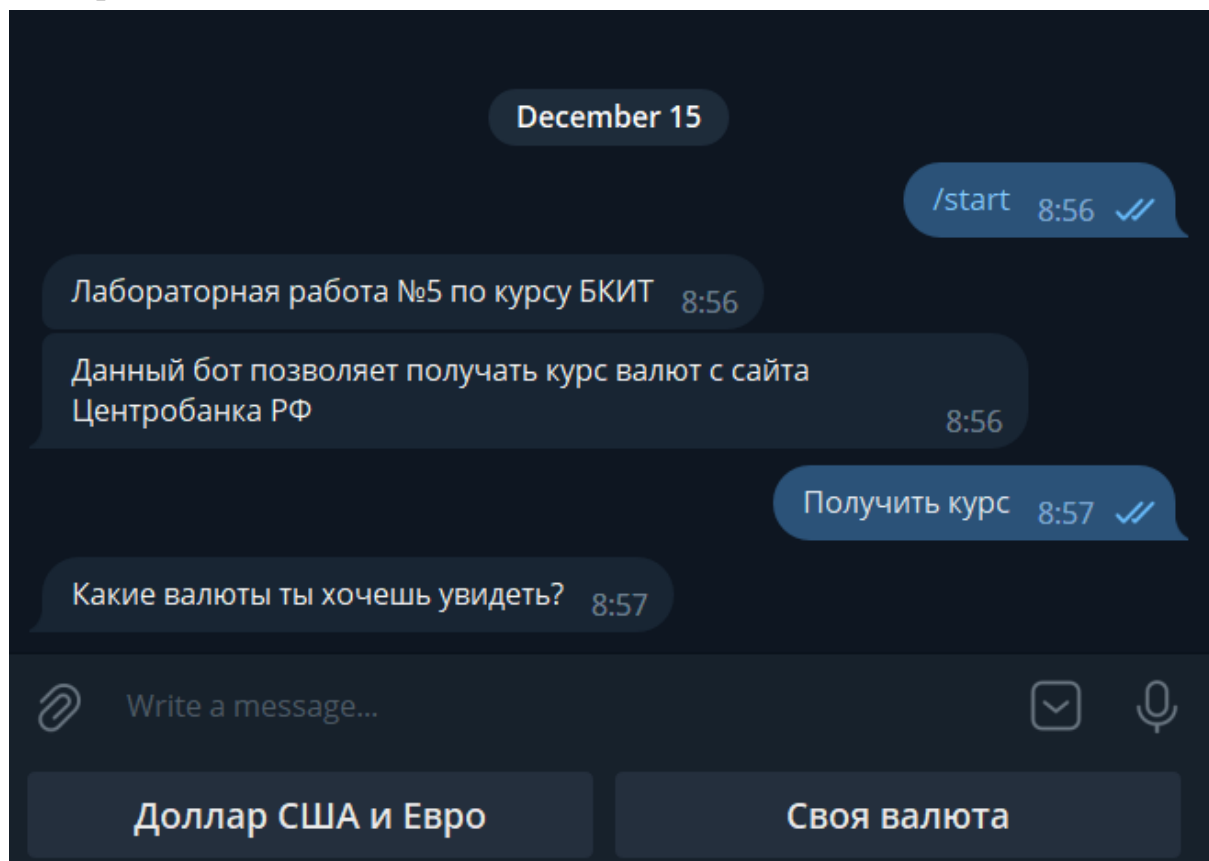 December 15
/start 8:56
Лабораторная работа №5 по курсу БКИТ 8:56
Данный бот позволяет получать курс валют с сайта
Центробанка РФ 8:56
Получить курс 8:57
Какие валюты ты хочешь увидеть? 8:57
Write a message...
Доллар США и Евро
Своя валюта